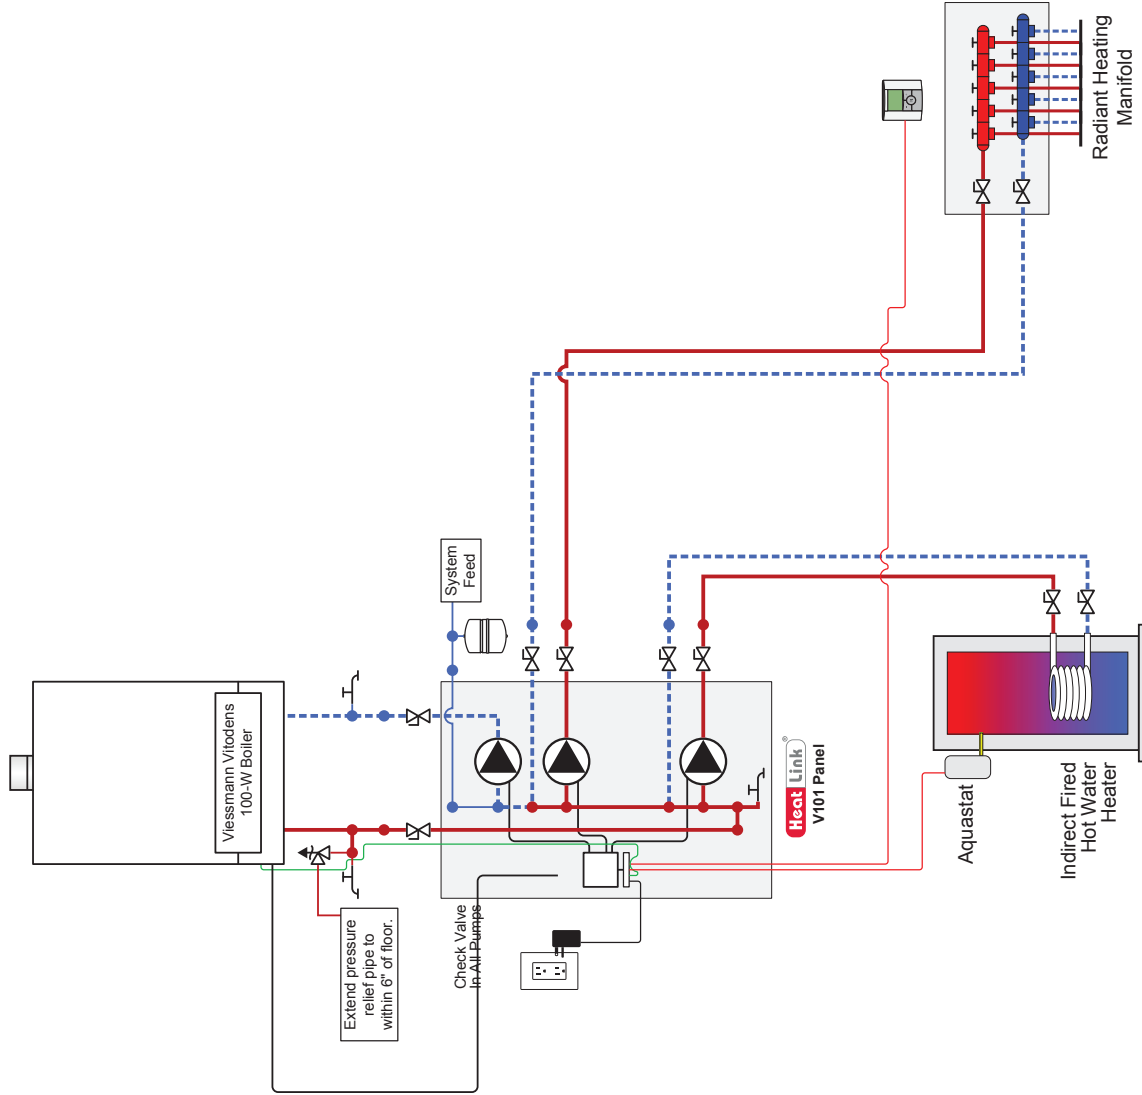 Viessmann Vitodens
100-W Boiler
Extend pressure
relief pipe to
within 6" of floor.
System
Feed
Check Valve
In All Pumps
Heat Link®
V101 Panel
Aquastat
Indirect Fired
Hot Water
Heater
Radiant Heating
Manifold